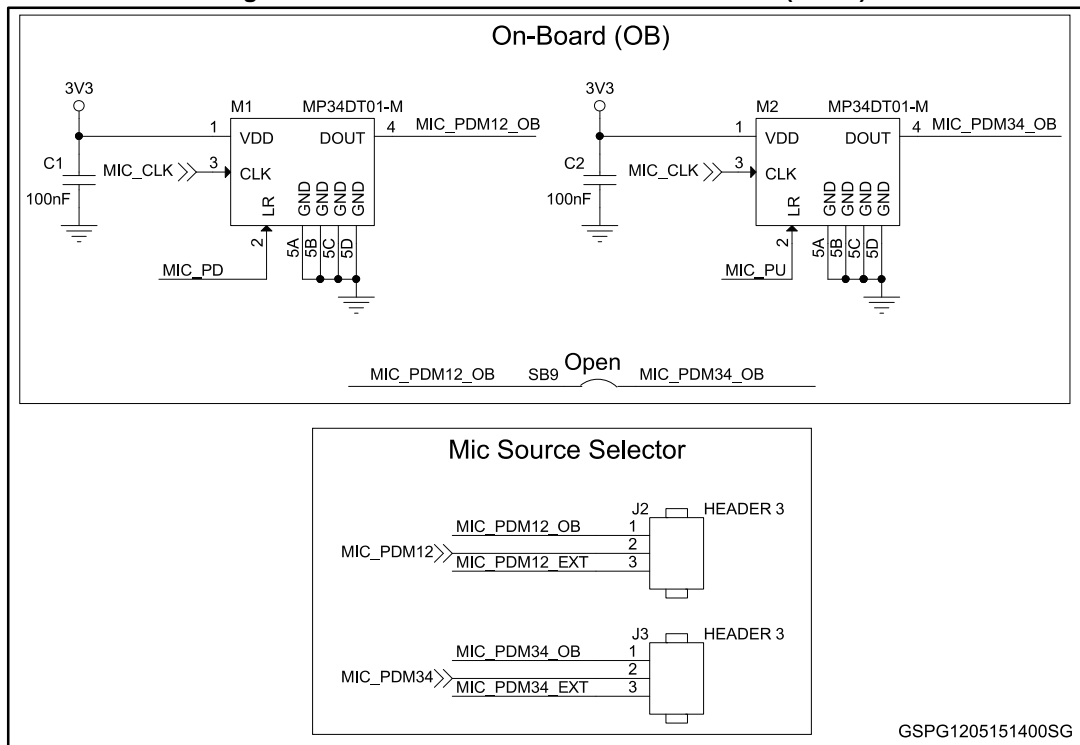 On-Board (OB)
3V3
M1 MP34DT01-M
1 VDD DOUT 4 MIC_PDM12_OB
C1 MIC_CLK 3 CLK
100nF
LR GND GND GND GND
2 5A 5B 5C 5D
MIC_PD
3V3
M2 MP34DT01-M
1 VDD DOUT 4 MIC_PDM34_OB
C2 MIC_CLK 3 CLK
100nF
LR GND GND GND GND
2 5A 5B 5C 5D
MIC_PU
Open
MIC_PDM12_OB SB9 MIC_PDM34_OB
Mic Source Selector
J2 HEADER 3
MIC_PDM12_OB 1
MIC_PDM12 2
MIC_PDM12_EXT 3
J3 HEADER 3
MIC_PDM34_OB 1
MIC_PDM34 2
MIC_PDM34_EXT 3
GSPG1205151400SG